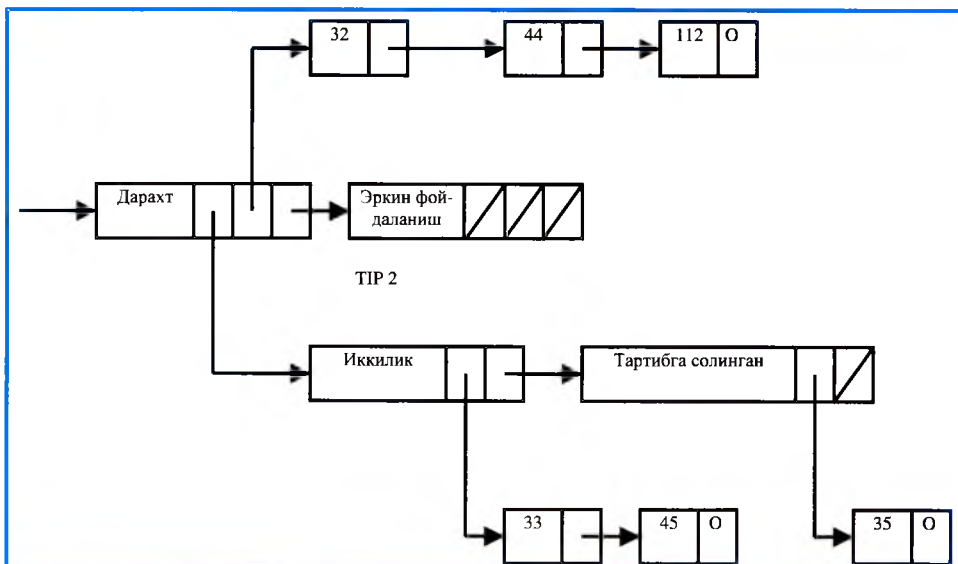 32
44
112 О
Дарахт
Эркин фой-
даланиш
TIP 2
Иккилик
Тартибга солинган
33
45 О
35 О